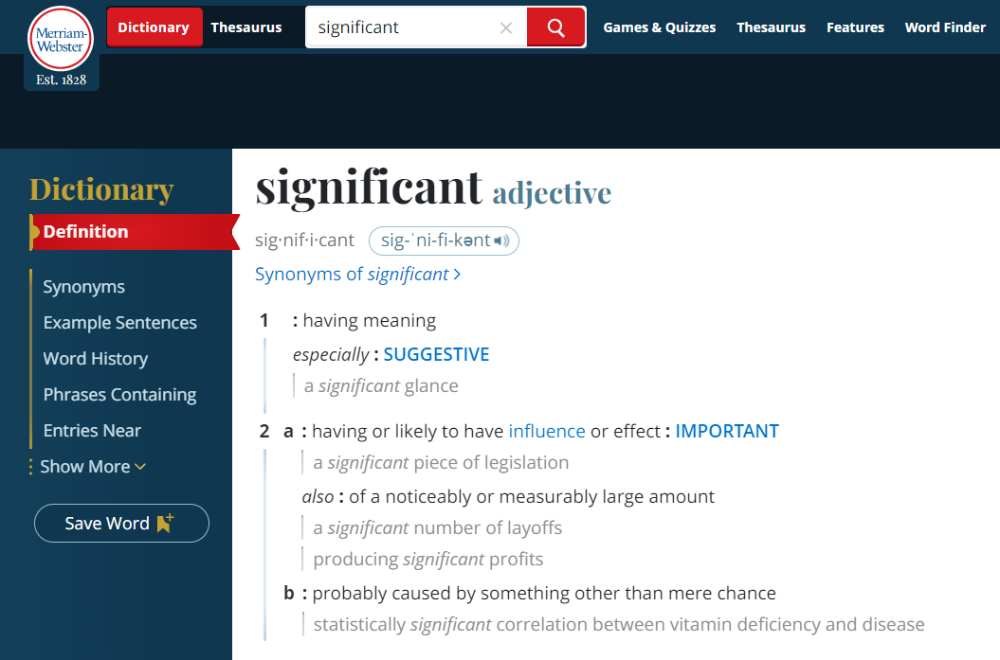 Merriam-
Webster
Est. 1828
Dictionary Thesaurus significant Games & Quizzes Thesaurus Features Word Finder
Dictionary
Definition
Synonyms
Example Sentences
Word History
Phrases Containing
Entries Near
Show More
Save Word
significant adjective
sig·nif·i·cant sig-ˈni-fi-kənt
Synonyms of significant
1 : having meaning
especially : SUGGESTIVE
a significant glance
2 a : having or likely to have influence or effect : IMPORTANT
a significant piece of legislation
also : of a noticeably or measurably large amount
a significant number of layoffs
producing significant profits
b : probably caused by something other than mere chance
statistically significant correlation between vitamin deficiency and disease